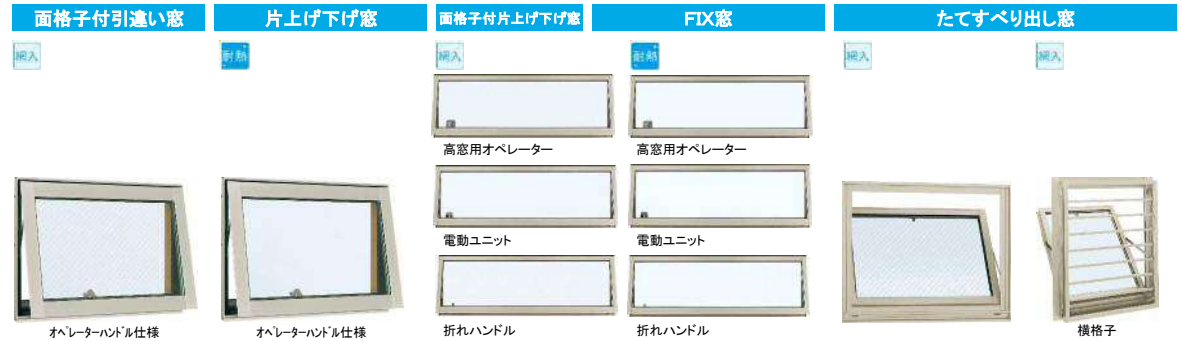 面格子付引違い窓
片上げ下げ窓
面格子付片上げ下げ窓
FIX窓
たてすべり出し窓
網入
耐熱
網入
耐熱
網入
網入
高窓用オペレーター
高窓用オペレーター
電動ユニット
電動ユニット
オペレーターハンドル仕様
オペレーターハンドル仕様
折れハンドル
折れハンドル
横格子